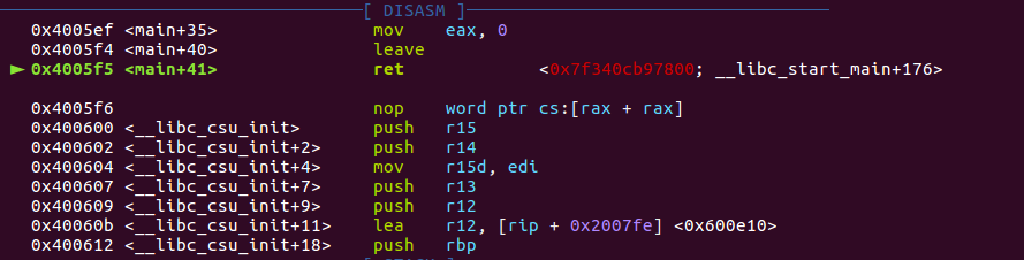 [ DISASM ]
0x4005ef <main+35> mov eax, 0
0x4005f4 <main+40> leave
► 0x4005f5 <main+41> ret <0x7f340cb97800; __libc_start_main+176>
0x4005f6 nop word ptr cs:[rax + rax]
0x400600 <__libc_csu_init> push r15
0x400602 <__libc_csu_init+2> push r14
0x400604 <__libc_csu_init+4> mov r15d, edi
0x400607 <__libc_csu_init+7> push r13
0x400609 <__libc_csu_init+9> push r12
0x40060b <__libc_csu_init+11> lea r12, [rip + 0x2007fe] <0x600e10>
0x400612 <__libc_csu_init+18> push rbp